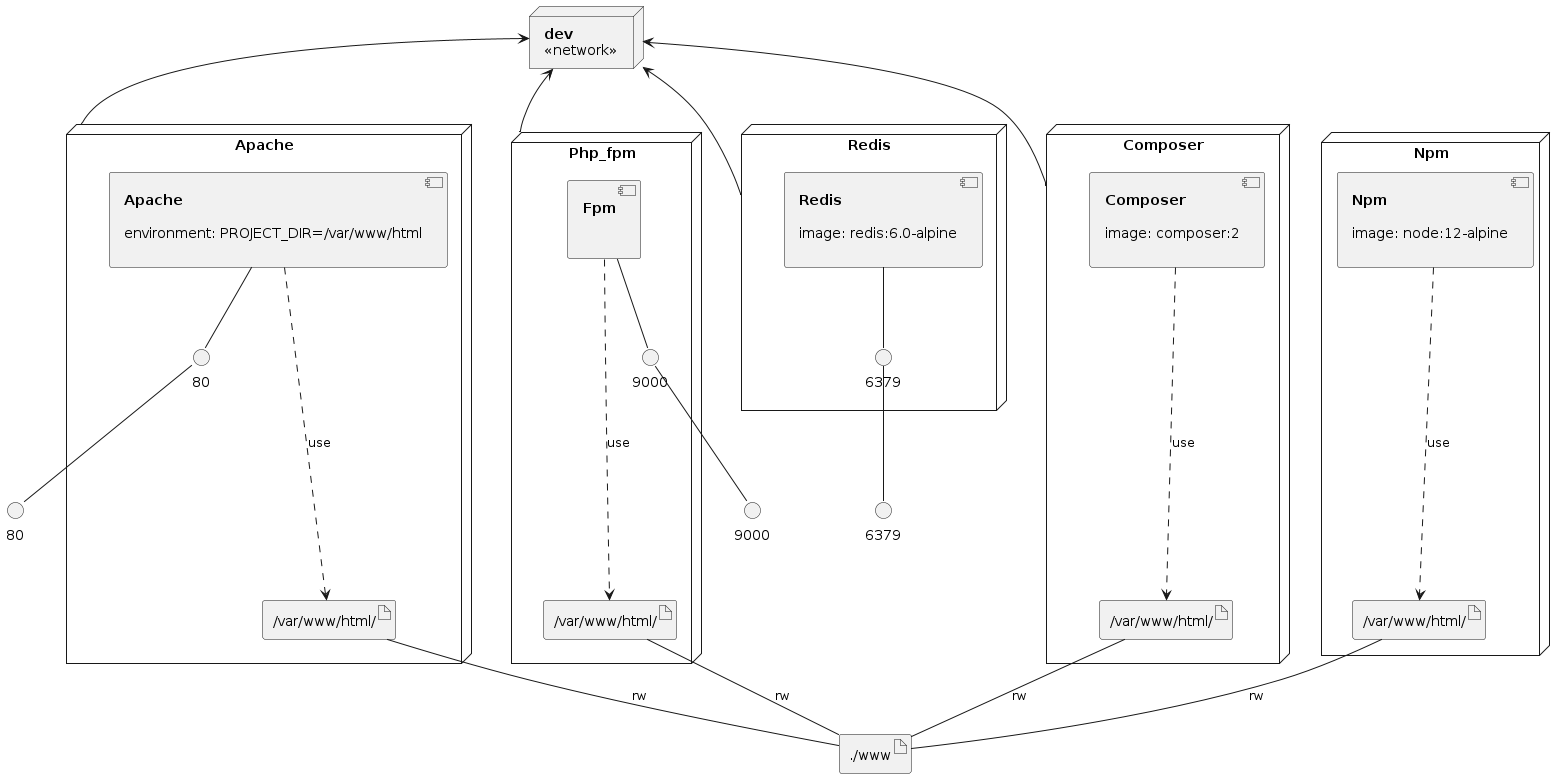 dev
«network»
Apache
Php_fpm
Redis
Composer
Npm
Apache
environment: PROJECT_DIR=/var/www/html
Fpm
Redis
image: redis:6.0-alpine
Composer
image: composer:2
Npm
image: node:12-alpine
80
9000
6379
use
use
use
use
80
9000
6379
/var/www/html/
/var/www/html/
/var/www/html/
/var/www/html/
rw
rw
rw
rw
./www